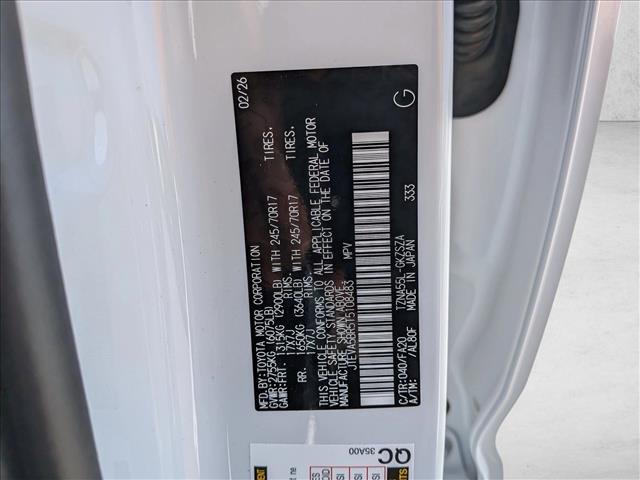 MFD.BY:TOYOTA MOTOR CORPORATION 02/26
GVWR:2755KG (6075LB)
GAWR:FRT. 1315KG (2900LB) WITH 245/70R17 TIRES.
17X7J RIMS.
RR. 1650KG (3640LB) WITH 245/70R17 TIRES.
17X7J RIMS.
THIS VEHICLE CONFORMS TO ALL APPLICABLE FEDERAL MOTOR
VEHICLE SAFETY STANDARDS IN EFFECT ON THE DATE OF
MANUFACTURE SHOWN ABOVE.
MPV
C/TR:040/FA20 TZNA55L-GKZSZA
A/TM: /AL80F MADE IN JAPAN 333
G
QC
35A00